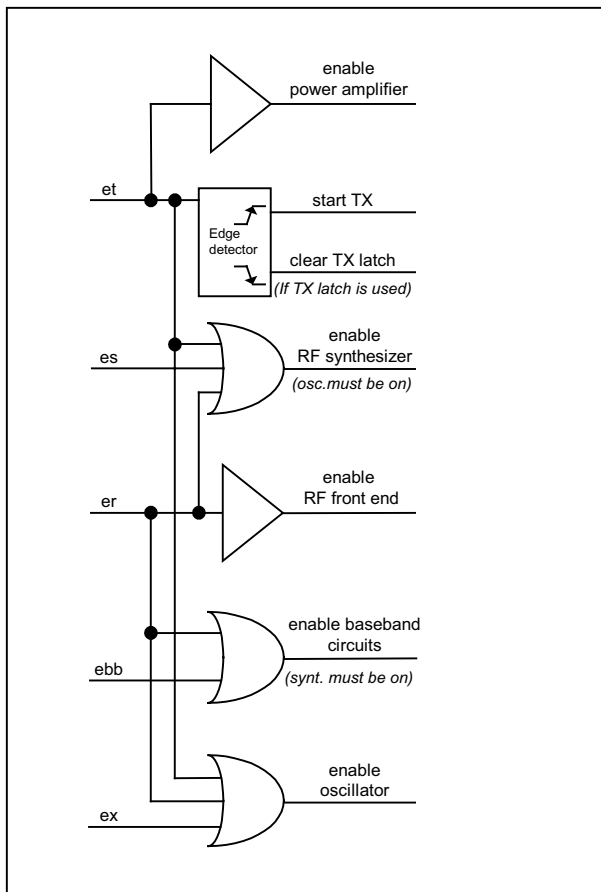 enable
power amplifier
et
start TX
Edge
detector
clear TX latch
(If TX latch is used)
enable
es
RF synthesizer
(osc.must be on)
enable
er
RF front end
enable baseband
circuits
ebb
(synt. must be on)
enable
oscillator
ex